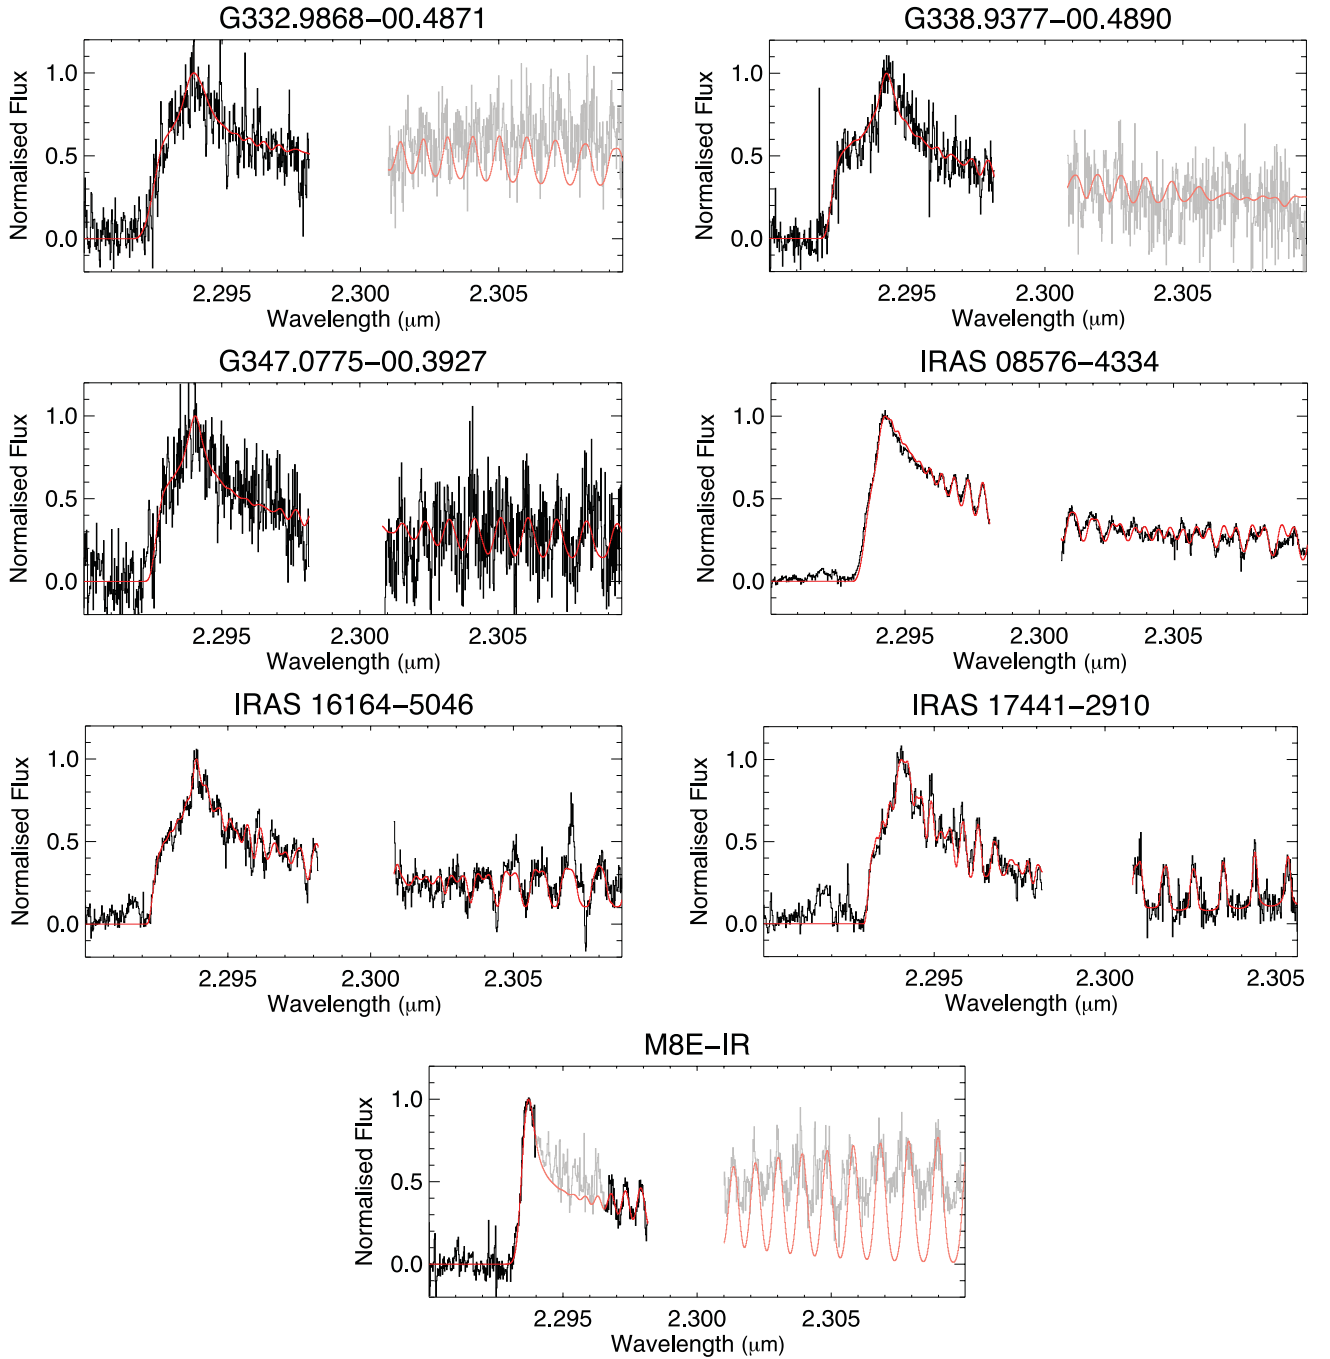 G332.9868−00.4871
G338.9377−00.4890
Normalised Flux
1.0
0.5
0.0
2.295
2.300
2.305
Wavelength (μm)
Normalised Flux
1.0
0.5
0.0
2.295
2.300
2.305
Wavelength (μm)
G347.0775−00.3927
IRAS 08576−4334
Normalised Flux
1.0
0.5
0.0
2.295
2.300
2.305
Wavelength (μm)
Normalised Flux
1.0
0.5
0.0
2.295
2.300
2.305
Wavelength (μm)
IRAS 16164−5046
IRAS 17441−2910
Normalised Flux
1.0
0.5
0.0
2.295
2.300
2.305
Wavelength (μm)
Normalised Flux
1.0
0.5
0.0
2.295
2.300
2.305
Wavelength (μm)
M8E−IR
Normalised Flux
1.0
0.5
0.0
2.295
2.300
2.305
Wavelength (μm)